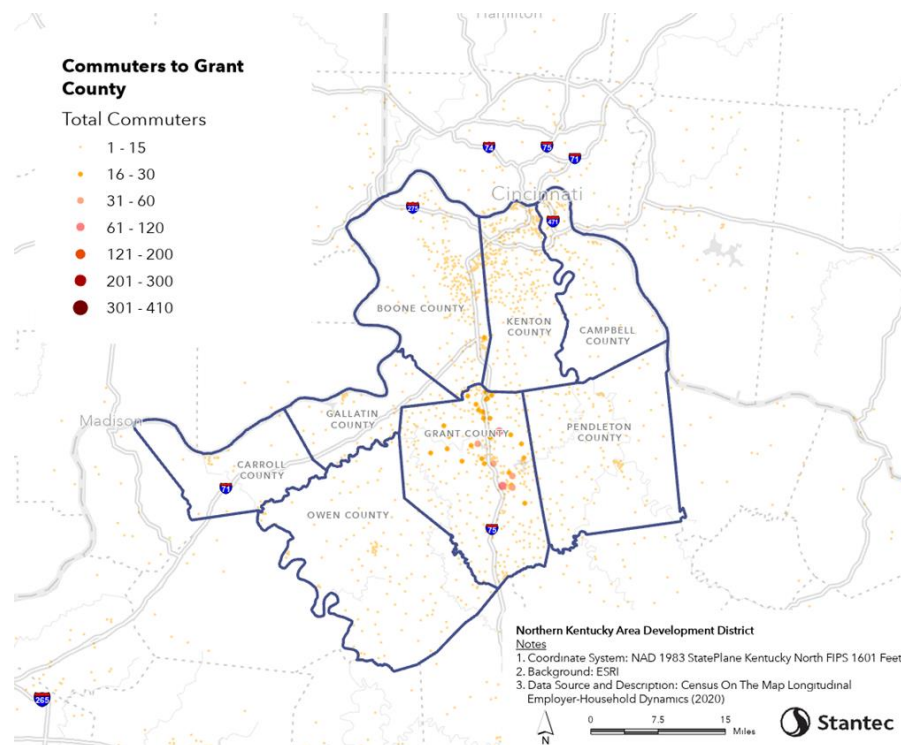 Hamilton
Commuters to Grant
County
Total Commuters
1 - 15
16 - 30
31 - 60
61 - 120
121 - 200
201 - 300
301 - 410
74
75
71
Cincinnati
275
471
BOONE COUNTY
KENTON
COUNTY
CAMPBELL
COUNTY
Madison
GALLATIN
COUNTY
GRANT COUNTY
PENDLETON
COUNTY
CARROLL
COUNTY
71
OWEN COUNTY
75
265
Northern Kentucky Area Development District
Notes
1. Coordinate System: NAD 1983 StatePlane Kentucky North FIPS 1601 Feet
2. Background: ESRI
3. Data Source and Description: Census On The Map Longitudinal
Employer-Household Dynamics (2020)
N
0 7.5 15
Miles
Stantec